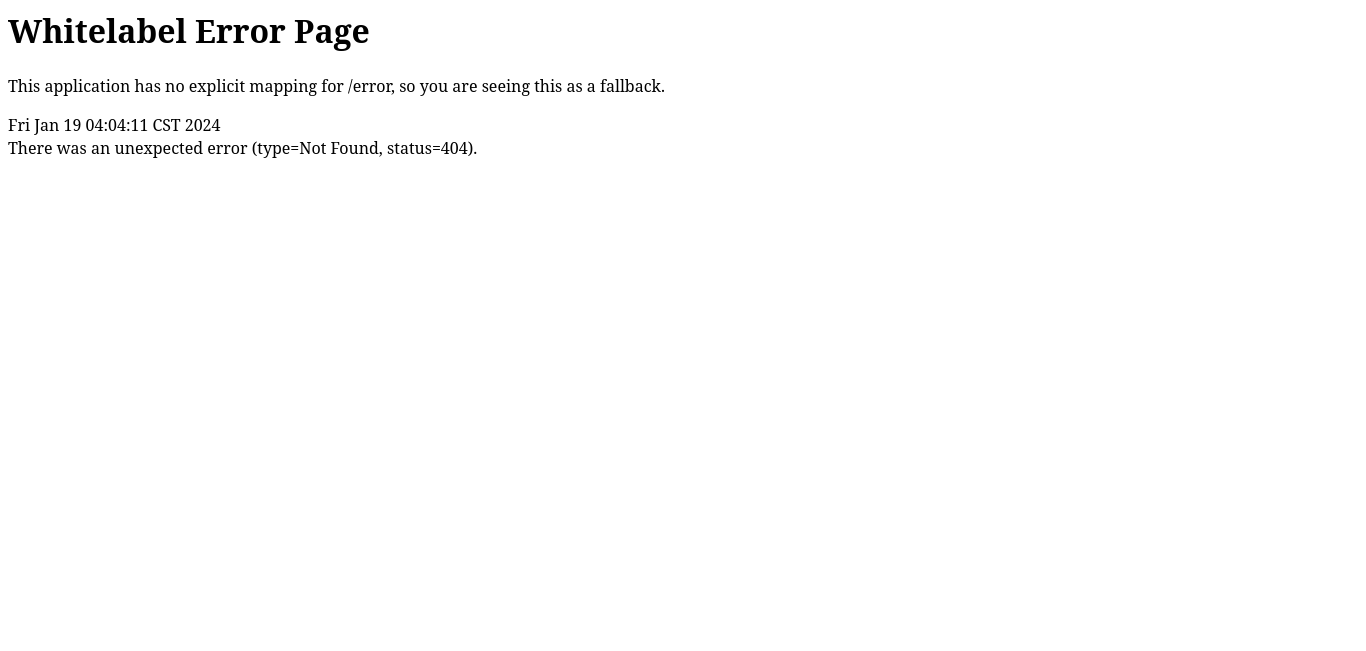 Whitelabel Error Page
This application has no explicit mapping for /error, so you are seeing this as a fallback.
Fri Jan 19 04:04:11 CST 2024
There was an unexpected error (type=Not Found, status=404).